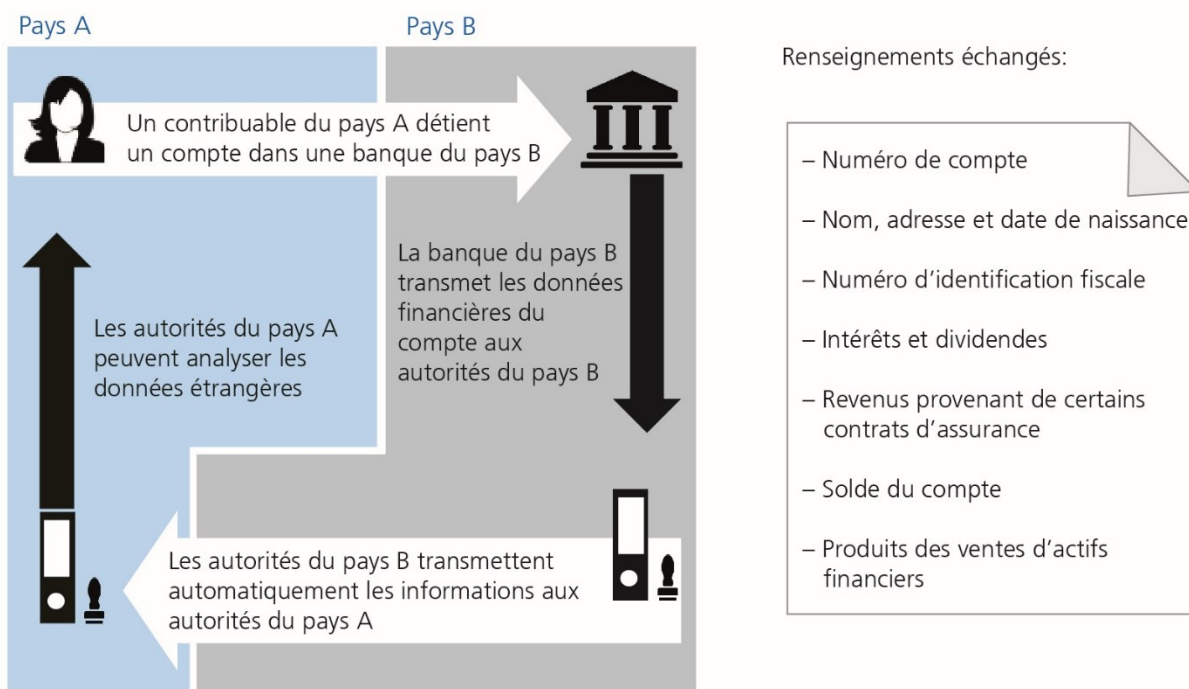 Pays A
Pays B
Un contribuable du pays A détient
un compte dans une banque du pays B
La banque du pays B
transmet les données
financières du
compte aux
autorités du pays B
Les autorités du pays A
peuvent analyser les
données étrangères
Les autorités du pays B transmettent
automatiquement les informations aux
autorités du pays A
Renseignements échangés:
– Numéro de compte
– Nom, adresse et date de naissance
– Numéro d’identification fiscale
– Intérêts et dividendes
– Revenus provenant de certains
contrats d’assurance
– Solde du compte
– Produits des ventes d’actifs
financiers